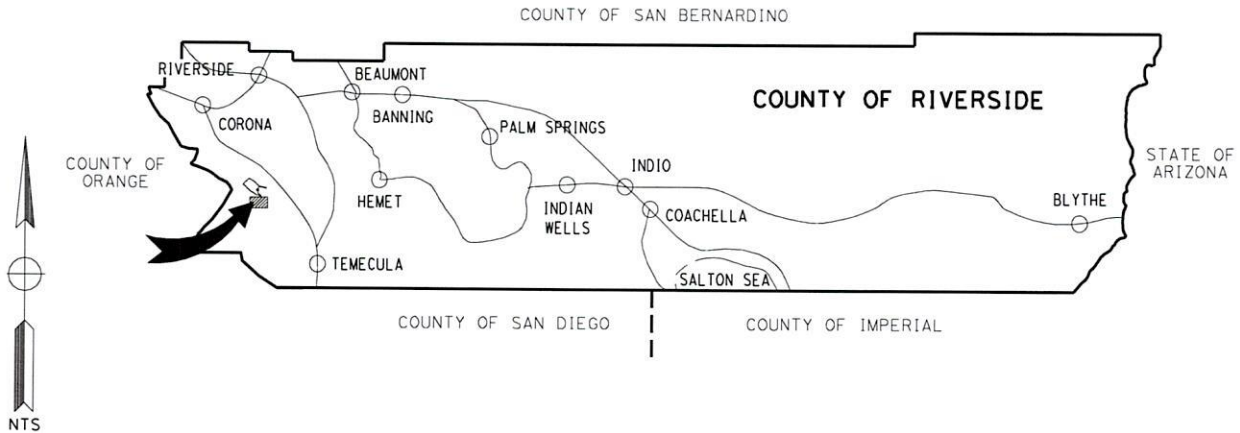 COUNTY OF SAN BERNARDINO
RIVERSIDE
BEAUMONT
COUNTY OF RIVERSIDE
CORONA
BANNING
PALM SPRINGS
COUNTY OF
ORANGE
STATE OF
ARIZONA
HEMET
INDIO
INDIAN
WELLS
COACHELLA
BLYTHE
TEMECULA
SALTON SEA
COUNTY OF SAN DIEGO
COUNTY OF IMPERIAL
NTS